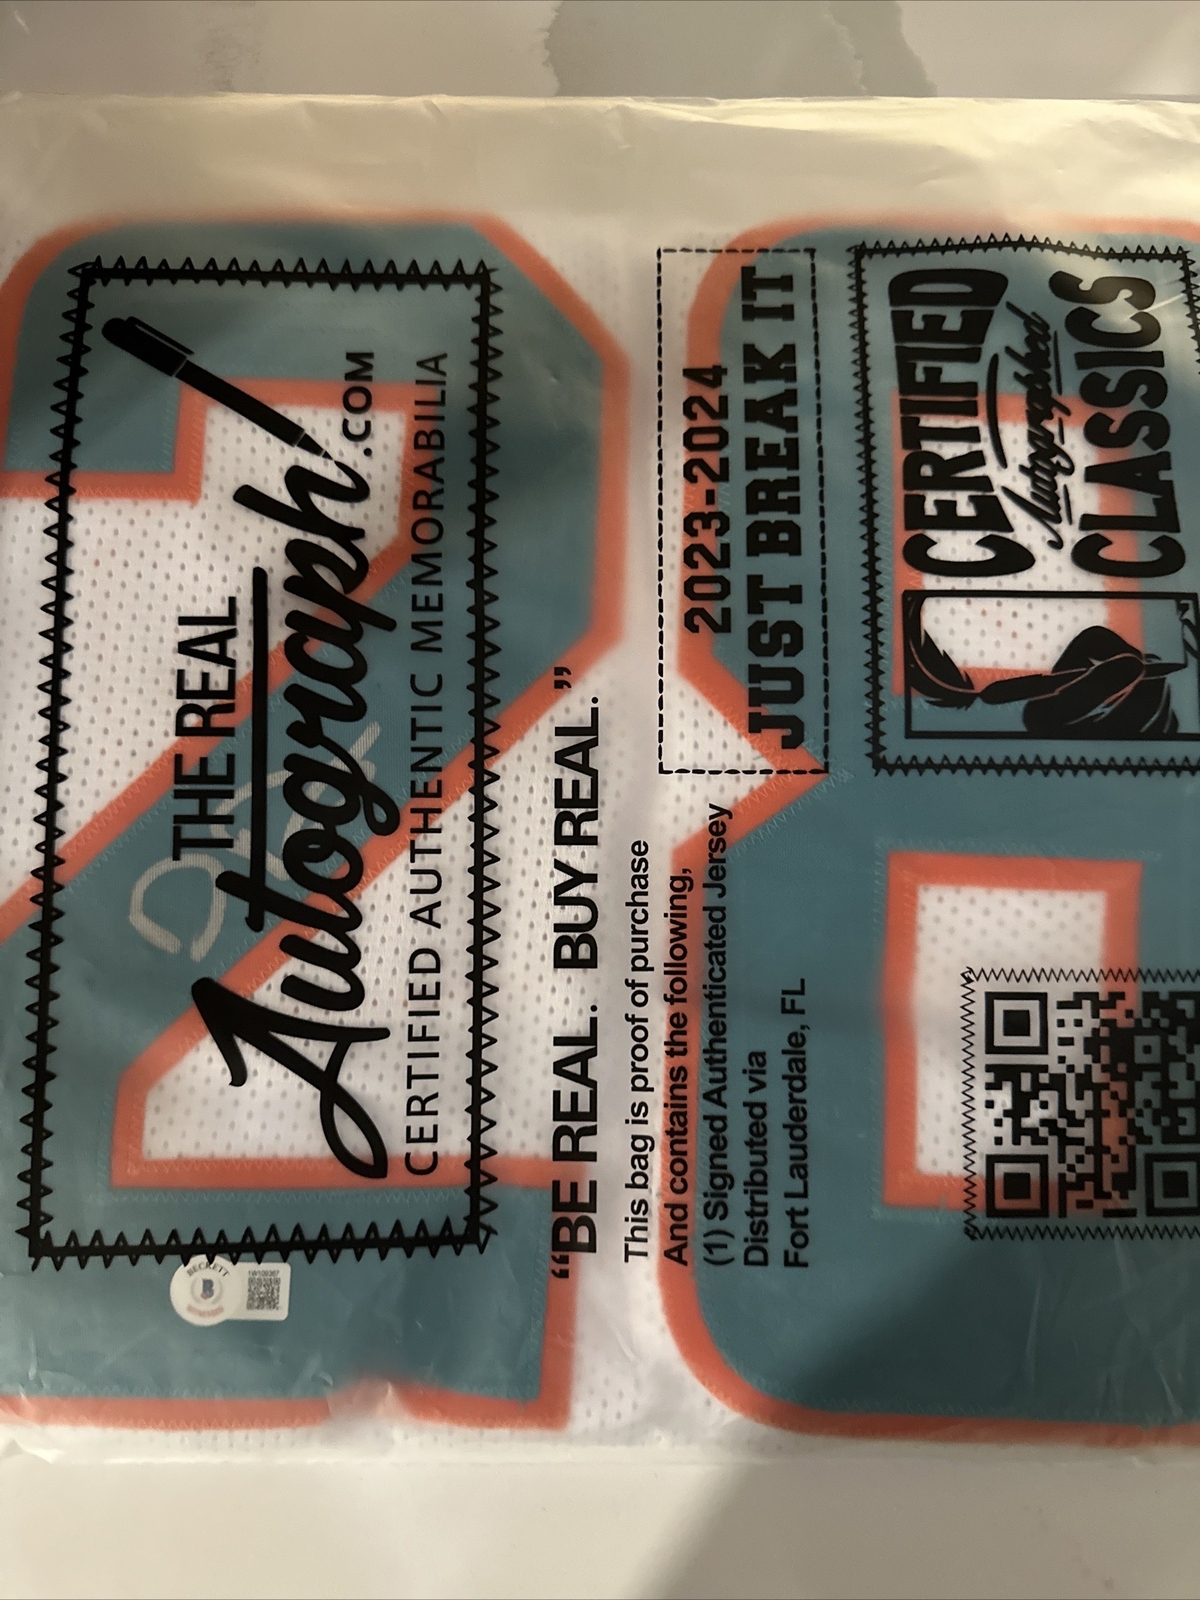 THE REAL
Autograph
.COM
CERTIFIED AUTHENTIC MEMORABILIA
“BE REAL. BUY REAL.”
This bag is proof of purchase
And contains the following,
(1) Signed Authenticated Jersey
Distributed via
Fort Lauderdale, FL
2023-2024
JUST BREAK IT
CERTIFIED
Autographed
CLASSICS
BECKETT
B